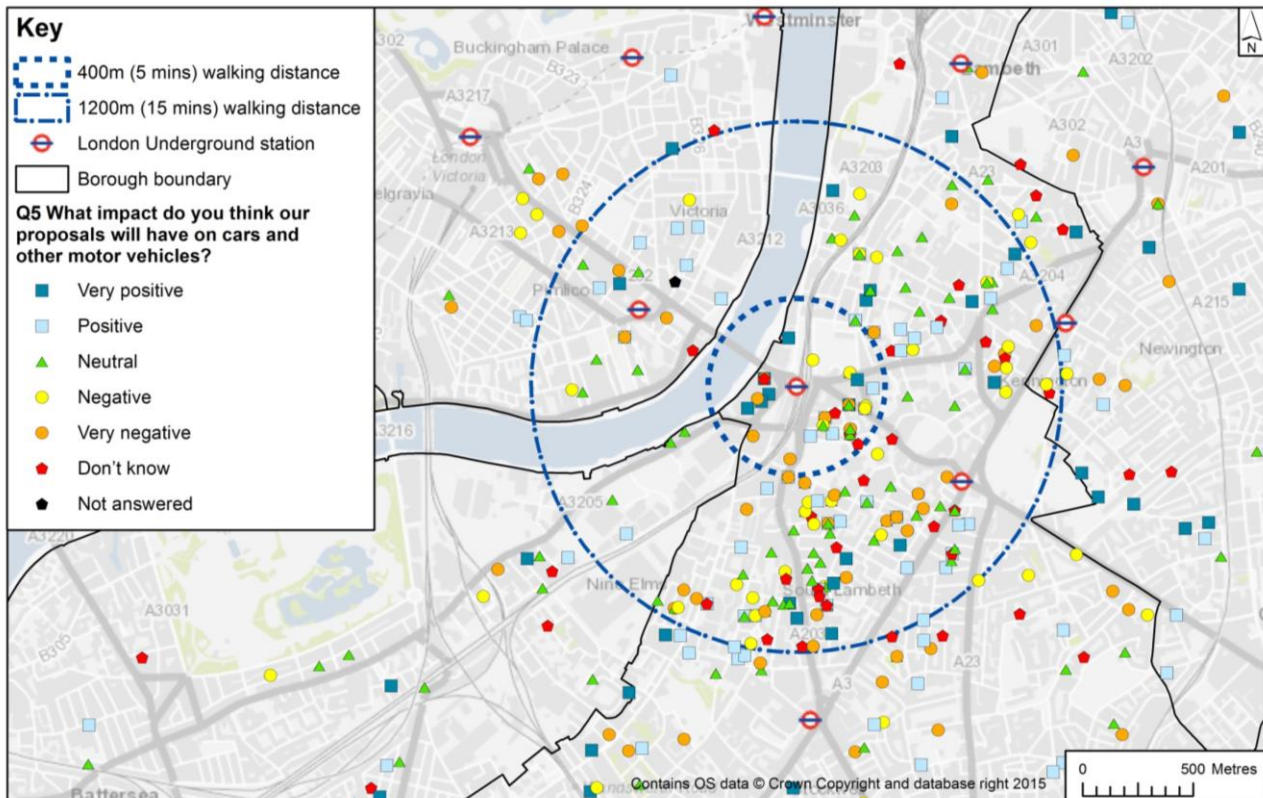 Key
400m (5 mins) walking distance
1200m (15 mins) walking distance
London Underground station
Borough boundary
Q5 What impact do you think our
proposals will have on cars and
other motor vehicles?
Very positive
Positive
Neutral
Negative
Very negative
Don't know
Not answered
Westminster
N
A302
Buckingham Palace
B323
A301
A3202
A3217
A302
B326
A3
A201
B240
London
Victoria
A3203
A23
B324
Victoria
A3036
A3213
A3212
A3204
A215
Pimlico
Newington
Kennington
A3216
A3205
A3220
Nine Elms
South Lambeth
A3031
B305
A203
A3
A23
0 500 Metres
Contains OS data © Crown Copyright and database right 2015
Battersea